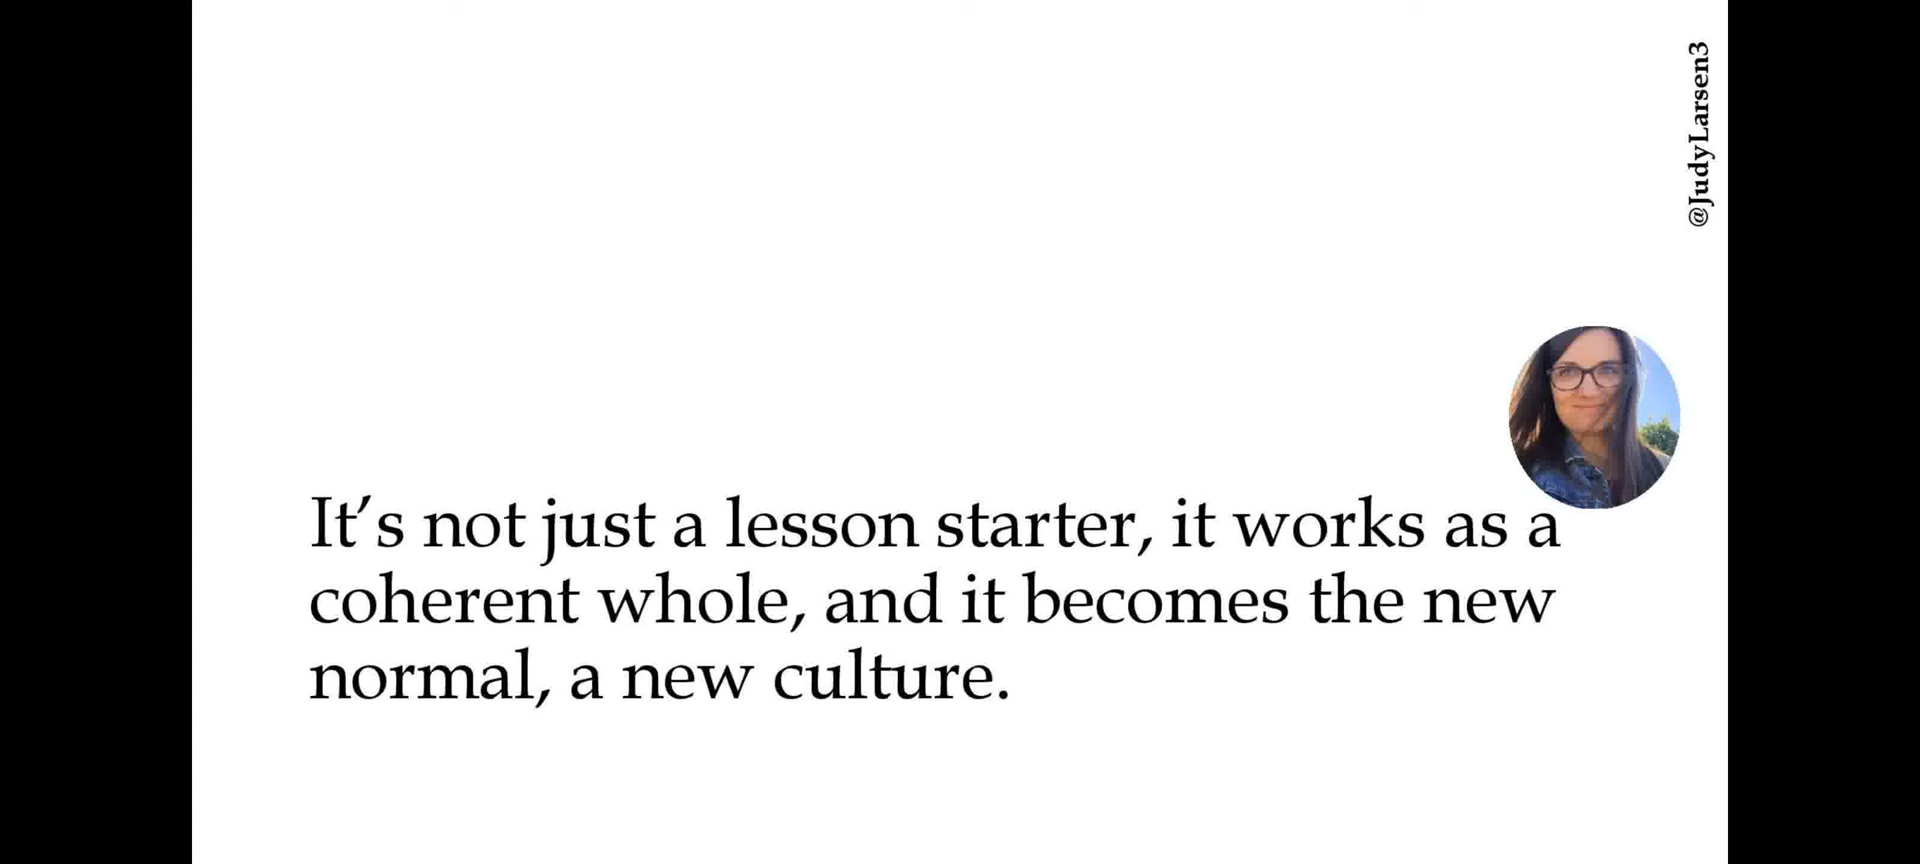 @JudyLarsen3
It’s not just a lesson starter, it works as a
coherent whole, and it becomes the new
normal, a new culture.